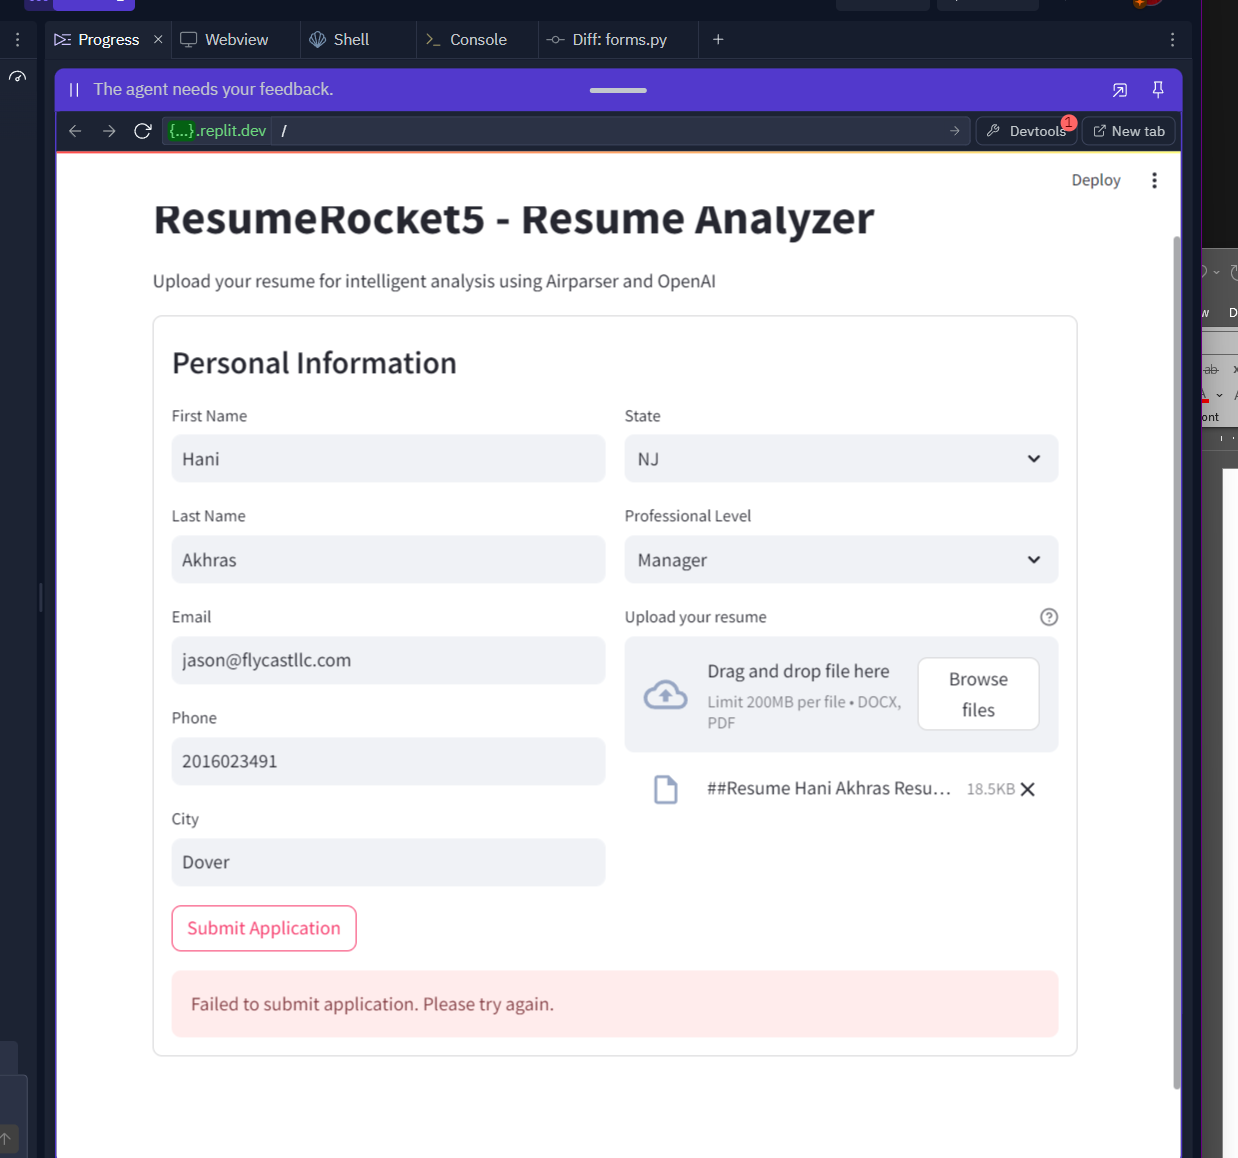 Progress
Webview
Shell
Console
Diff: forms.py
The agent needs your feedback.
{...}.replit.dev /
Devtools 1
New tab
Deploy
ResumeRocket5 - Resume Analyzer
Upload your resume for intelligent analysis using Airparser and OpenAI
Personal Information
First Name
Hani
State
NJ
Last Name
Akhras
Professional Level
Manager
Email
jason@flycastllc.com
Upload your resume
Drag and drop file here
Limit 200MB per file • DOCX,
PDF
Browse
files
Phone
2016023491
##Resume Hani Akhras Resu... 18.5KB
City
Dover
Submit Application
Failed to submit application. Please try again.
w D
ab
ont